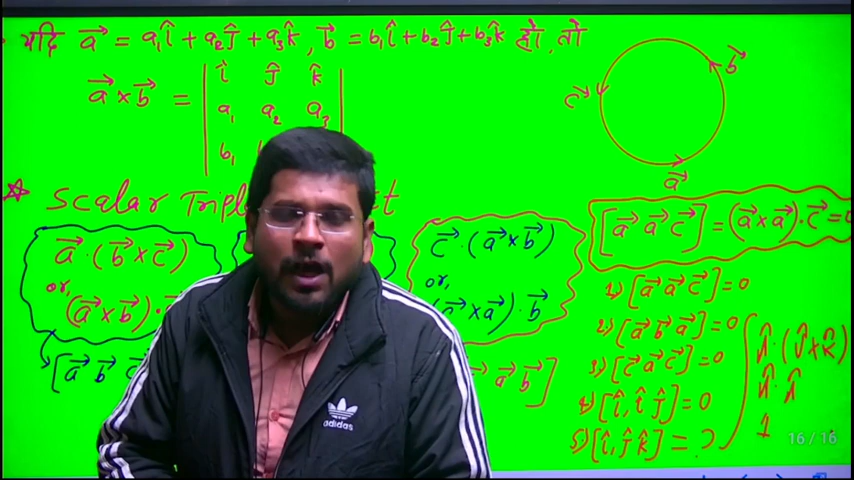 यदि a⃗ = a₁î + a₂ĵ + a₃k̂, b⃗ = b₁î + b₂ĵ + b₃k̂ हो, तो
a⃗ × b⃗ = | î ĵ k̂
a₁ a₂ a₃
b₁
b⃗
c⃗
a⃗
☆ Scalar
a⃗·(b⃗×c⃗)
or,
(a⃗×b⃗)·
[a⃗ b⃗
c⃗·(a⃗×b⃗)
or,
×a⃗)·b⃗
a⃗ b⃗]
[a⃗ a⃗ c⃗] = (a⃗×a⃗)·c⃗ = 0
1) [a⃗ a⃗ c⃗] = 0
2) [a⃗ b⃗ a⃗] = 0
3) [c⃗ a⃗ c⃗] = 0
4) [î, î ĵ] = 0
5) [î, ĵ k̂] = ?
î·(ĵ×k̂)
î·î
1
adidas
16 / 16